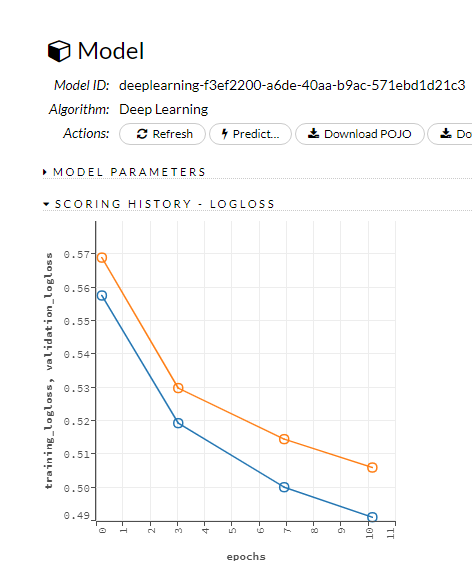 Model
Model ID: deeplearning-f3ef2200-a6de-40aa-b9ac-571ebd1d21c3
Algorithm: Deep Learning
Actions: Refresh Predict... Download POJO Do
MODEL PARAMETERS
SCORING HISTORY - LOGLOSS
training_logloss, validation_logloss
0.57
0.56
0.55
0.54
0.53
0.52
0.51
0.50
0.49
0 1 2 3 4 5 6 7 8 9 10 11
epochs